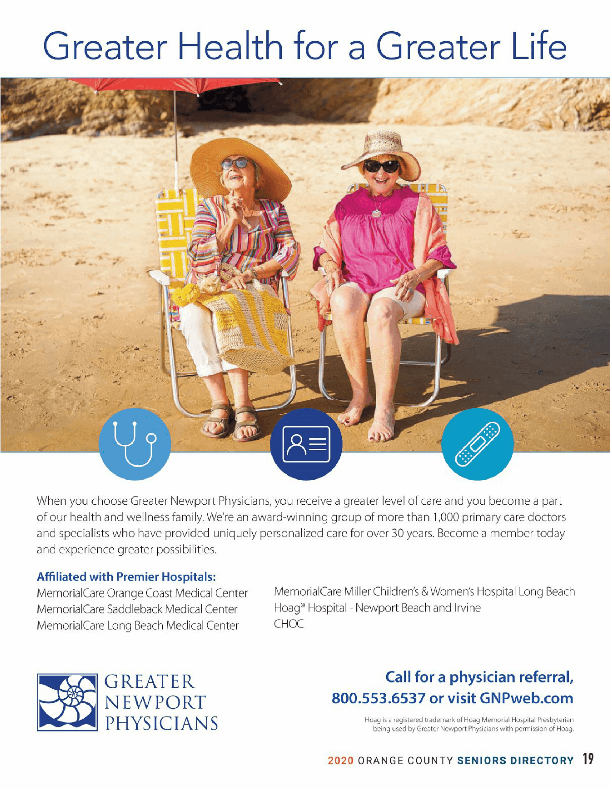 Greater Health for a Greater Life
When you choose Greater Newport Physicians, you receive a greater level of care and you become a part
of our health and wellness family. We're an award-winning group of more than 1,000 primary care doctors
and specialists who have provided uniquely personalized care for over 30 years. Become a member today
and experience greater possibilities.
Affiliated with Premier Hospitals:
MemorialCare Orange Coast Medical Center
MemorialCare Saddleback Medical Center
MemorialCare Long Beach Medical Center
MemorialCare Miller Children's & Women's Hospital Long Beach
Hoag® Hospital - Newport Beach and Irvine
CHOC
GREATER
NEWPORT
PHYSICIANS
Call for a physician referral,
800.553.6537 or visit GNPweb.com
Hoag is a registered trademark of Hoag Memorial Hospital Presbyterian
being used by Greater Newport Physicians with permission of Hoag.
2020 ORANGE COUNTY SENIORS DIRECTORY 19